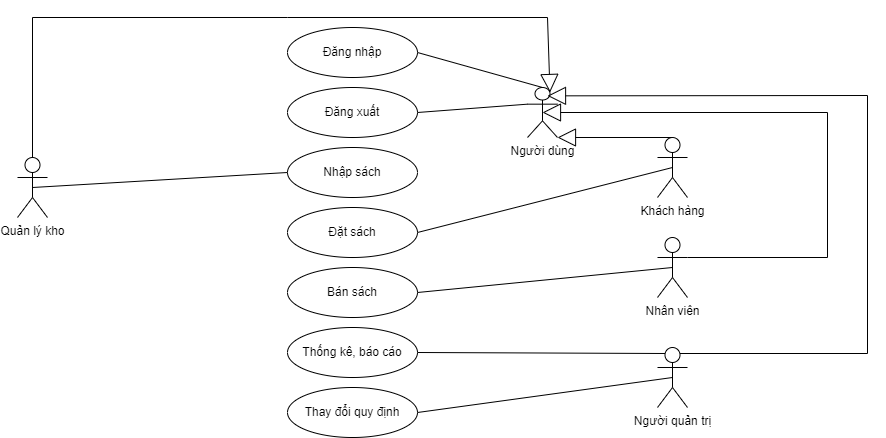 Đăng nhập
Đăng xuất
Người dùng
Nhập sách
Khách hàng
Quản lý kho
Đặt sách
Bán sách
Nhân viên
Thống kê, báo cáo
Thay đổi quy định
Người quản trị